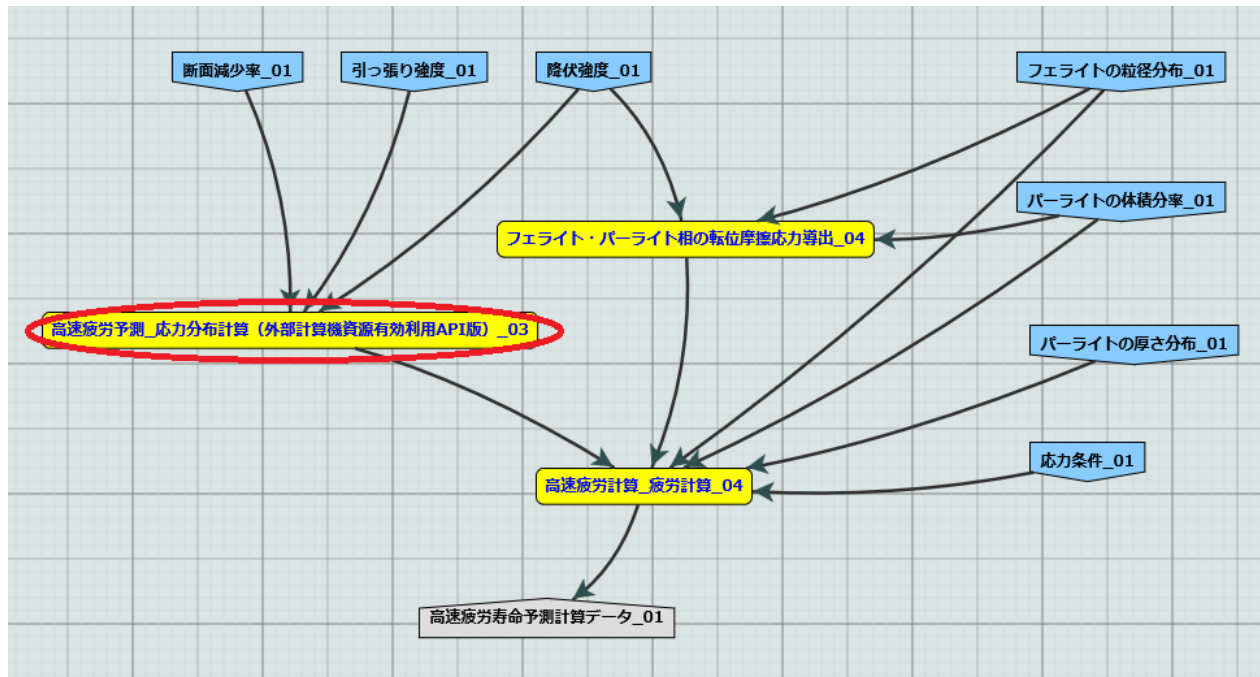 断面減少率_01
引っ張り強度_01
降伏強度_01
フェライトの粒径分布_01
パーライトの体積分率_01
フェライト・パーライト相の転位摩擦応力導出_04
高速疲労予測_応力分布計算（外部計算機資源有効利用API版）_03
パーライトの厚さ分布_01
応力条件_01
高速疲労計算_疲労計算_04
高速疲労寿命予測計算データ_01